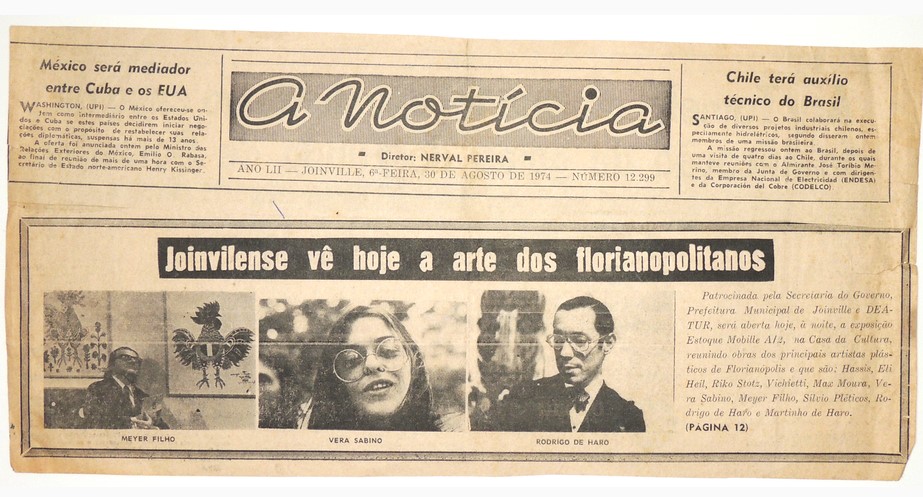 México será mediador
entre Cuba e os EUA
WASHINGTON, (UPI) — O México ofereceu-on-
tem como intermediário entre os Estados Uni-
dos e Cuba se estes países decidirem iniciar nego-
ciações com o propósito de restabelecer suas rela-
ções diplomáticas, suspensas há mais de 13 anos.
A oferta foi anunciada ontem pelo Ministro das
Relações Exteriores do México, Emilio O. Rabasa,
ao final de reunião de mais de uma hora com o Se-
cretário de Estado norte-americano Henry Kissinger.
A Notícia
Diretor: NERVAL PEREIRA
ANO LII — JOINVILLE, 6ª-FEIRA, 30 DE AGOSTO DE 1974 — NÚMERO 12.299
Chile terá auxílio
técnico do Brasil
SANTIAGO, (UPI) — O Brasil colaborará na execu-
ção de diversos projetos industriais chilenos, es-
peciamente hidrelétricos, segundo disseram ontem
membros de uma missão brasileira.
A missão regressou ontem ao Brasil, depois de
uma visita de quatro dias ao Chile, durante os quais
manteve reuniões com o Almirante José Toribio Me-
rino, membro da Junta de Governo e com dirigen-
tes da Empresa Nacional de Electricidad (ENDESA)
e da Corporación del Cobre (CODELCO)
Joinvilense vê hoje a arte dos florianopolitanos
MEYER FILHO
VERA SABINO
RODRIGO DE HARO
Patrocinada pela Secretaria do Governo,
Prefeitura Municipal de Joinville e DEA-
TUR, será aberta hoje, à noite, a exposição
Estoque Mobille A12, na Casa da Cultura,
reunindo obras dos principais artistas plás-
ticos de Florianópolis e que são: Hassis, Eli
Heil, Riko Stotz, Vichietti, Max Moura, Ve-
ra Sabino, Meyer Filho, Silvio Pléticos, Ro-
drigo de Haro e Martinho de Haro.
(PÁGINA 12)